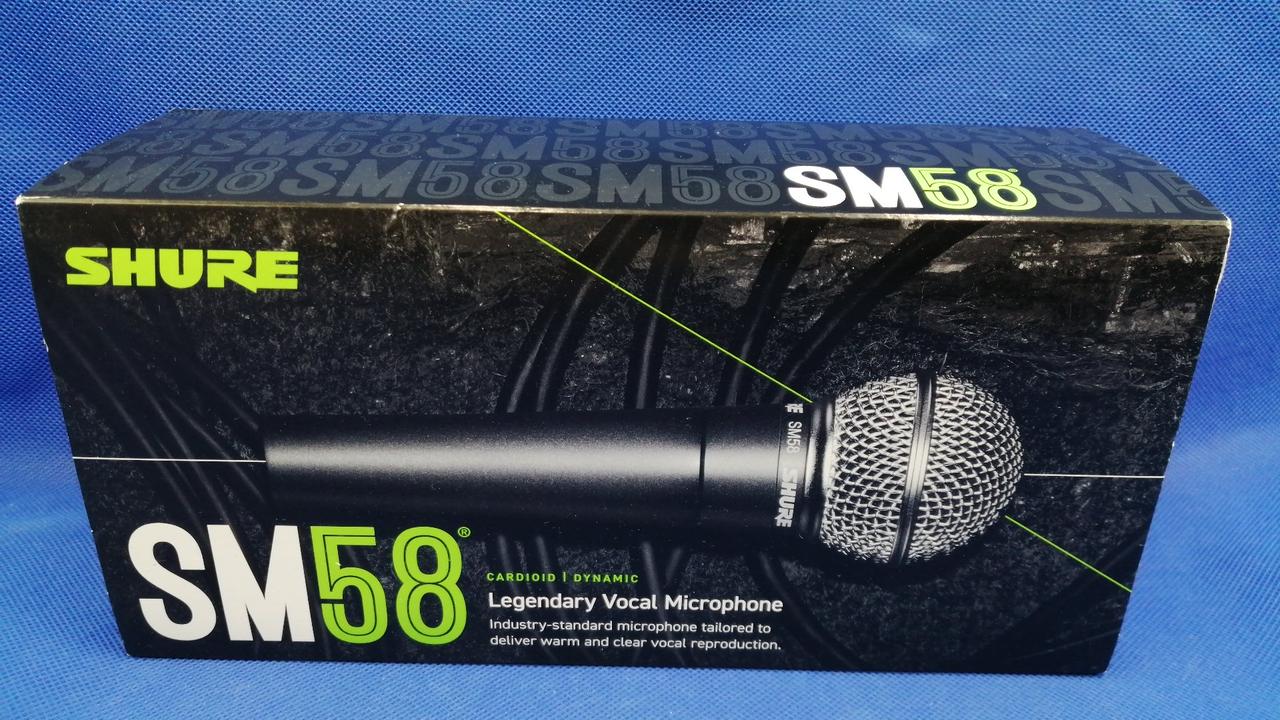 SM58SM58SM58SM58SM58
SM58SM58SM58SM58SM58
SHURE
SM58
SHURE
SM58®
CARDIOID | DYNAMIC
Legendary Vocal Microphone
Industry-standard microphone tailored to
deliver warm and clear vocal reproduction.